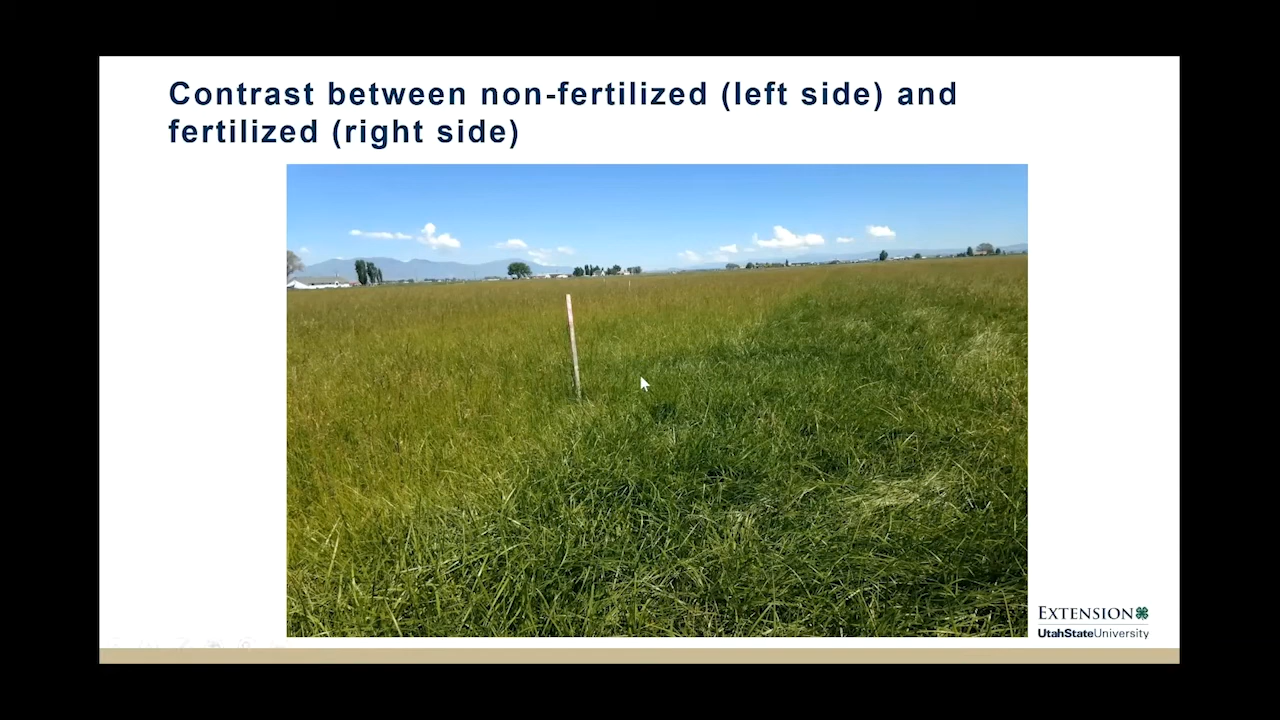 Contrast between non-fertilized (left side) and
fertilized (right side)
EXTENSION
UtahStateUniversity